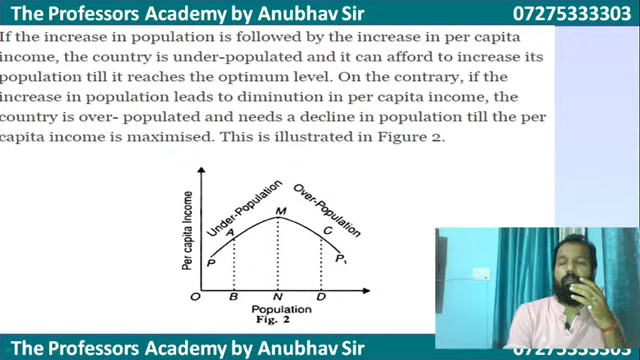 The Professors Academy by Anubhav Sir 07275333303
If the increase in population is followed by the increase in per capita
income, the country is under-populated and it can afford to increase its
population till it reaches the optimum level. On the contrary, if the
increase in population leads to diminution in per capita income, the
country is over- populated and needs a decline in population till the per
capita income is maximised. This is illustrated in Figure 2.
Per capita Income
Under-Population
Over-Population
M
A
C
P
P₁
O B N D
Population
Fig. 2
The Professors Academy by Anubhav Sir 07275333303